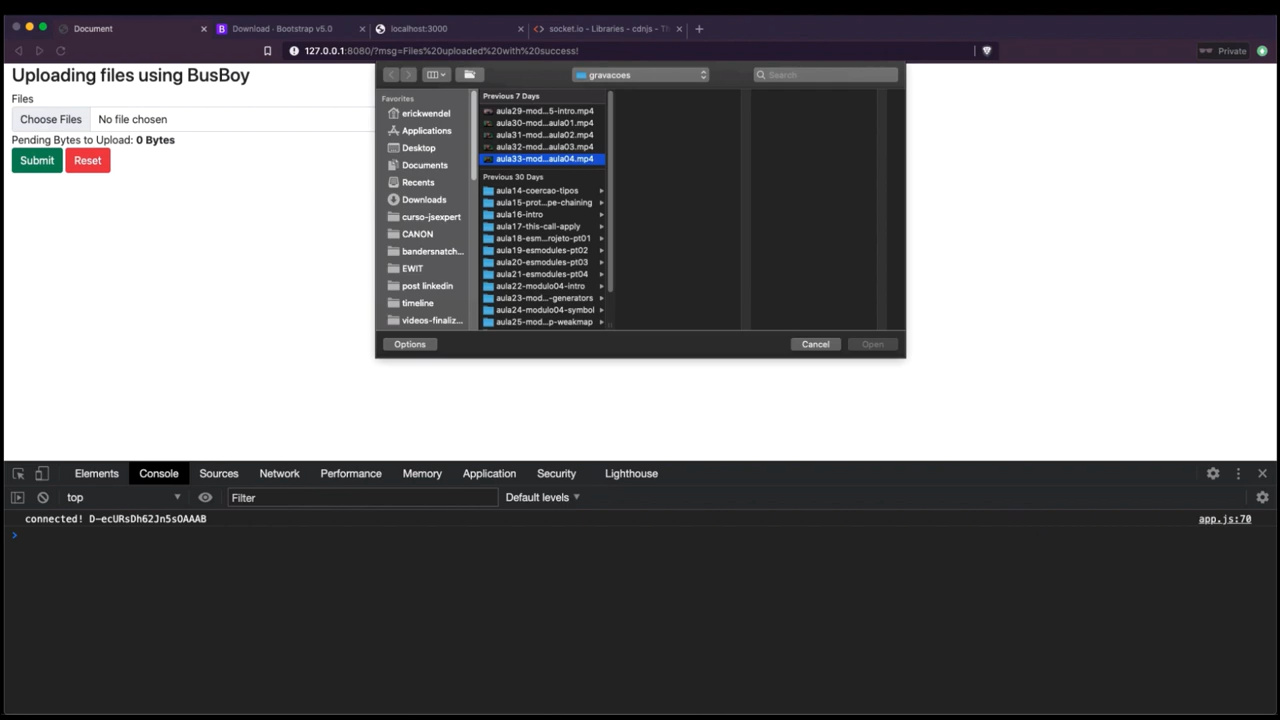 Document
Download · Bootstrap v5.0
localhost:3000
socket.io - Libraries - cdnjs - Th
127.0.0.1:8080/?msg=Files%20uploaded%20with%20success!
Private
Uploading files using BusBoy
Files
Choose Files No file chosen
Pending Bytes to Upload: 0 Bytes
Submit Reset
gravacoes
Search
Favorites
erickwendel
Applications
Desktop
Documents
Recents
Downloads
curso-jsexpert
CANON
bandersnatch...
EWIT
post linkedin
timeline
videos-finaliz...
Previous 7 Days
aula29-mod...5-intro.mp4
aula30-mod...aula01.mp4
aula31-mod...aula02.mp4
aula32-mod...aula03.mp4
aula33-mod...aula04.mp4
Previous 30 Days
aula14-coercao-tipos
aula15-prot...pe-chaining
aula16-intro
aula17-this-call-apply
aula18-esm...rojeto-pt01
aula19-esmodules-pt02
aula20-esmodules-pt03
aula21-esmodules-pt04
aula22-modulo04-intro
aula23-mod...-generators
aula24-modulo04-symbol
aula25-mod...p-weakmap
Options
Cancel
Open
Elements Console Sources Network Performance Memory Application Security Lighthouse
top
Filter
Default levels
connected! D-ecURsDh62Jn5sOAAAB
app.js:70